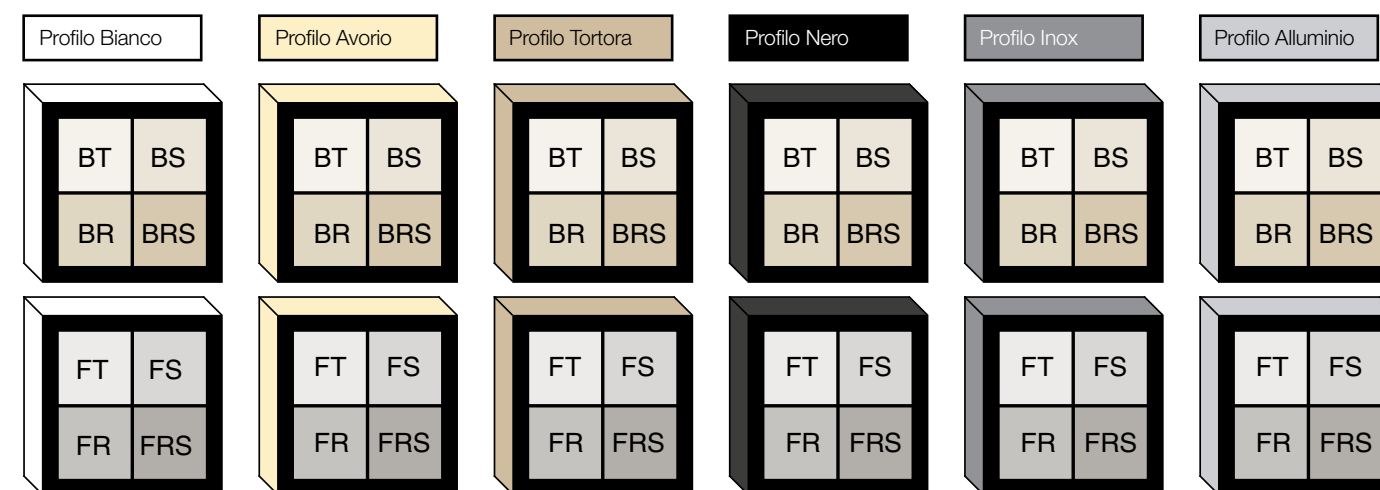 Profilo Bianco Profilo Avorio Profilo Tortora Profilo Nero Profilo Inox Profilo Alluminio
BT BS BT BS BT BS BT BS BT BS BT BS
BR BRS BR BRS BR BRS BR BRS BR BRS BR BRS
FT FS FT FS FT FS FT FS FT FS FT FS
FR FRS FR FRS FR FRS FR FRS FR FRS FR FRS